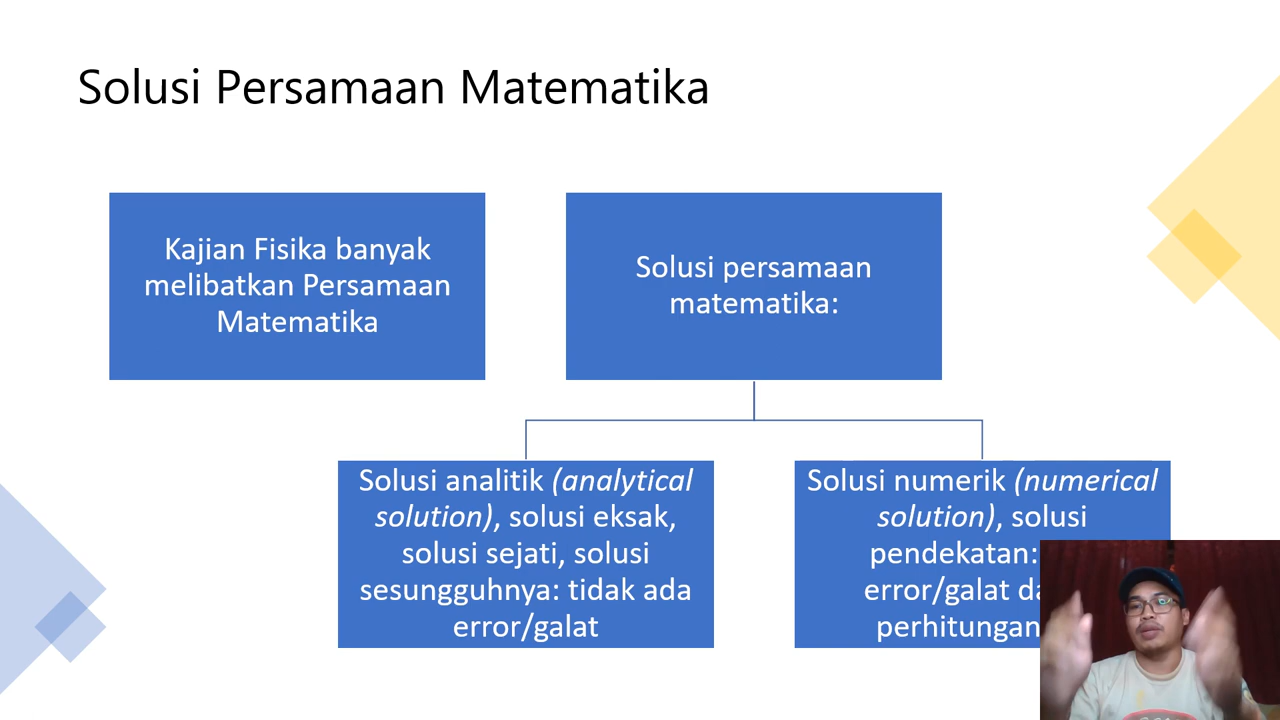 Solusi Persamaan Matematika
Kajian Fisika banyak
melibatkan Persamaan
Matematika
Solusi persamaan
matematika:
Solusi analitik (analytical
solution), solusi eksak,
solusi sejati, solusi
sesungguhnya: tidak ada
error/galat
Solusi numerik (numerical
solution), solusi
pendekatan:
error/galat
perhitungan